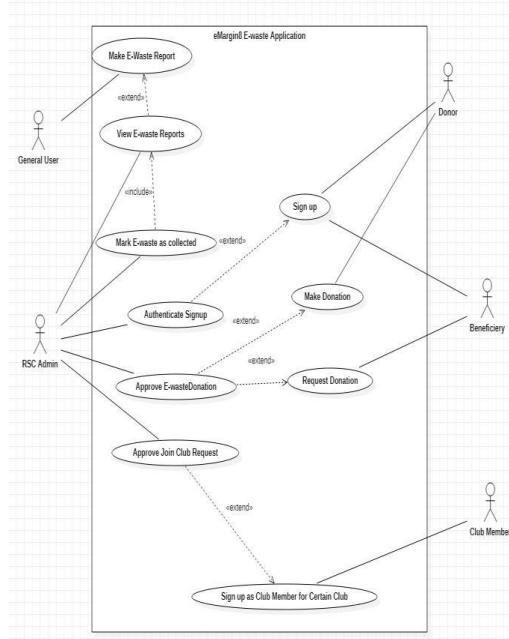 eMargin8 E-waste Application
Make E-Waste Report
«extend»
Donor
General User
View E-waste Reports
«include»
Sign up
Mark E-waste as collected
«extend»
Make Donation
Authenticate Signup
Beneficiery
«extend»
RSC Admin
«extend»
Approve E-wasteDonation
Request Donation
Approve Join Club Request
«extend»
Club Membe
Sign up as Club Member for Certain Club